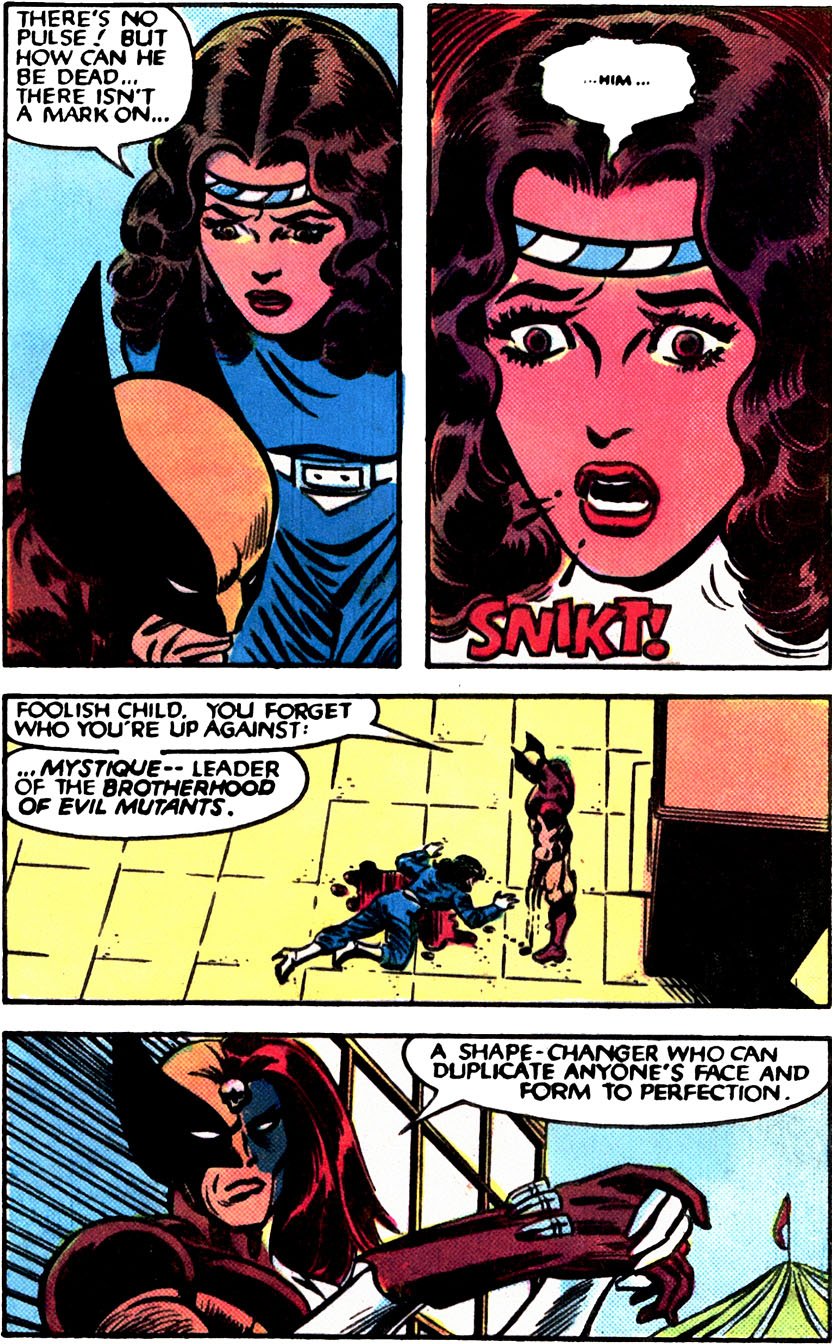 THERE'S NO
PULSE! BUT
HOW CAN HE
BE DEAD...
THERE ISN'T
A MARK ON...
...HIM...
SNIKT!
FOOLISH CHILD. YOU FORGET
WHO YOU'RE UP AGAINST:
...MYSTIQUE-- LEADER
OF THE BROTHERHOOD
OF EVIL MUTANTS.
A SHAPE-CHANGER WHO CAN
DUPLICATE ANYONE'S FACE AND
FORM TO PERFECTION.